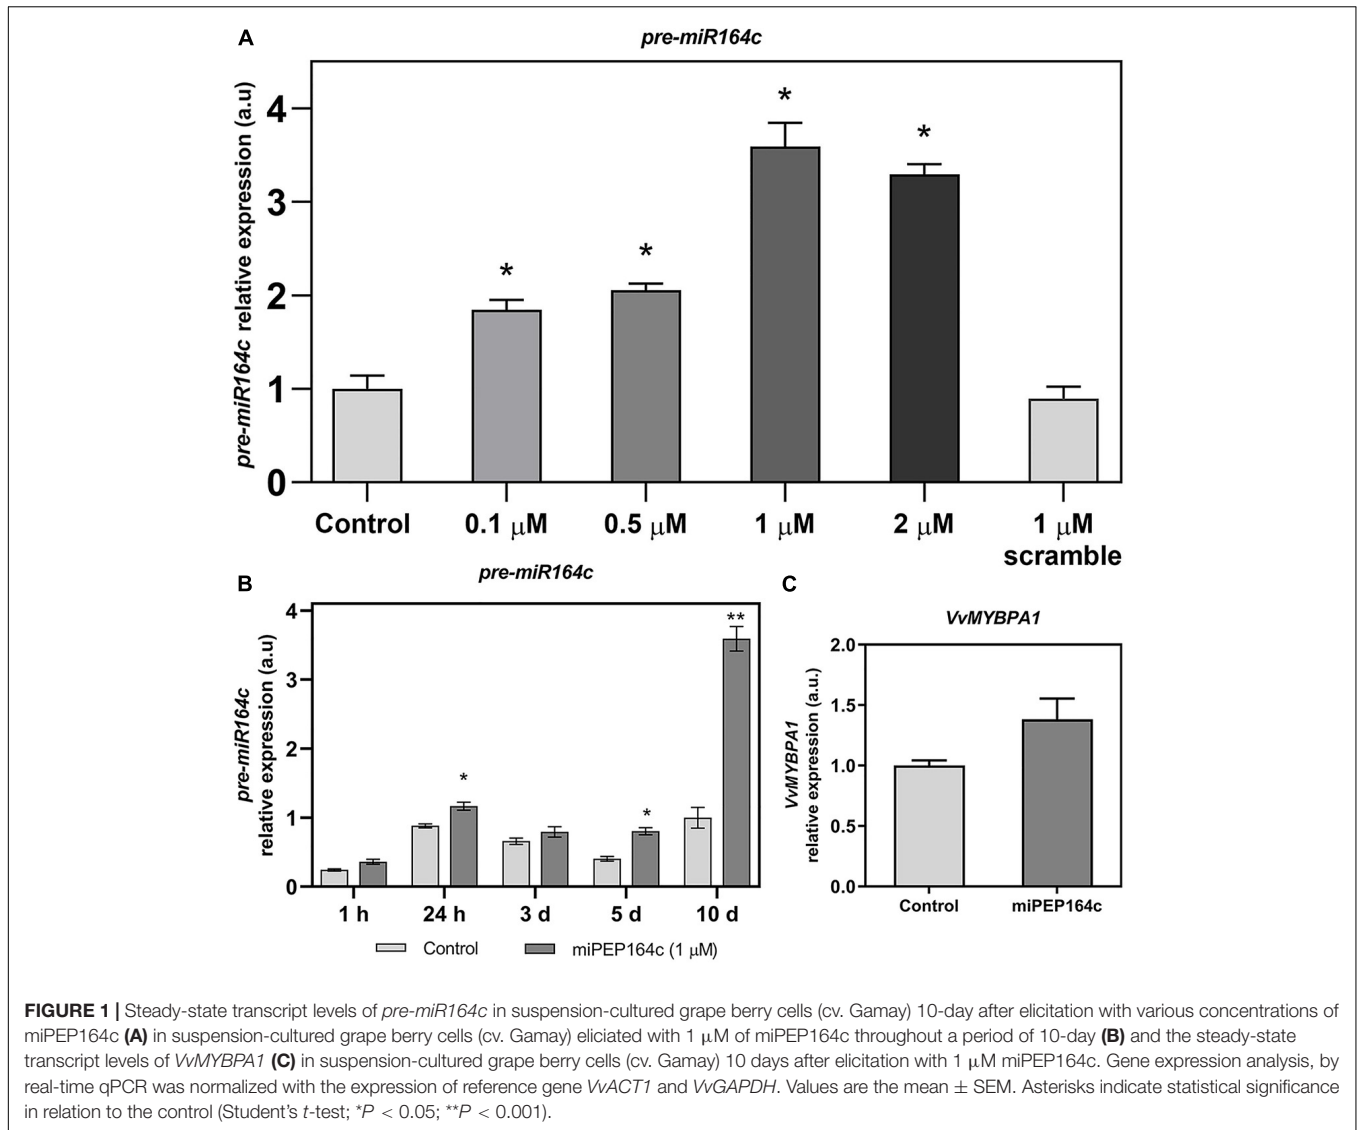 A
pre-miR164c
pre-miR164c relative expression (a.u)
4
3
2
1
0
*
*
*
*
Control
0.1 μM
0.5 μM
1 μM
2 μM
1 μM
scramble
B
pre-miR164c
pre-miR164c
relative expression (a.u)
4
3
2
1
0
*
*
**
1 h
24 h
3 d
5 d
10 d
Control
miPEP164c (1 μM)
C
VvMYBPA1
VvMYBPA1
relative expression (a.u.)
2.0
1.5
1.0
0.5
0.0
Control
miPEP164c
FIGURE 1 | Steady-state transcript levels of pre-miR164c in suspension-cultured grape berry cells (cv. Gamay) 10-day after elicitation with various concentrations of
miPEP164c (A) in suspension-cultured grape berry cells (cv. Gamay) eliciated with 1 μM of miPEP164c throughout a period of 10-day (B) and the steady-state
transcript levels of VvMYBPA1 (C) in suspension-cultured grape berry cells (cv. Gamay) 10 days after elicitation with 1 μM miPEP164c. Gene expression analysis, by
real-time qPCR was normalized with the expression of reference gene VvACT1 and VvGAPDH. Values are the mean ± SEM. Asterisks indicate statistical significance
in relation to the control (Student's t-test; *P < 0.05; **P < 0.001).